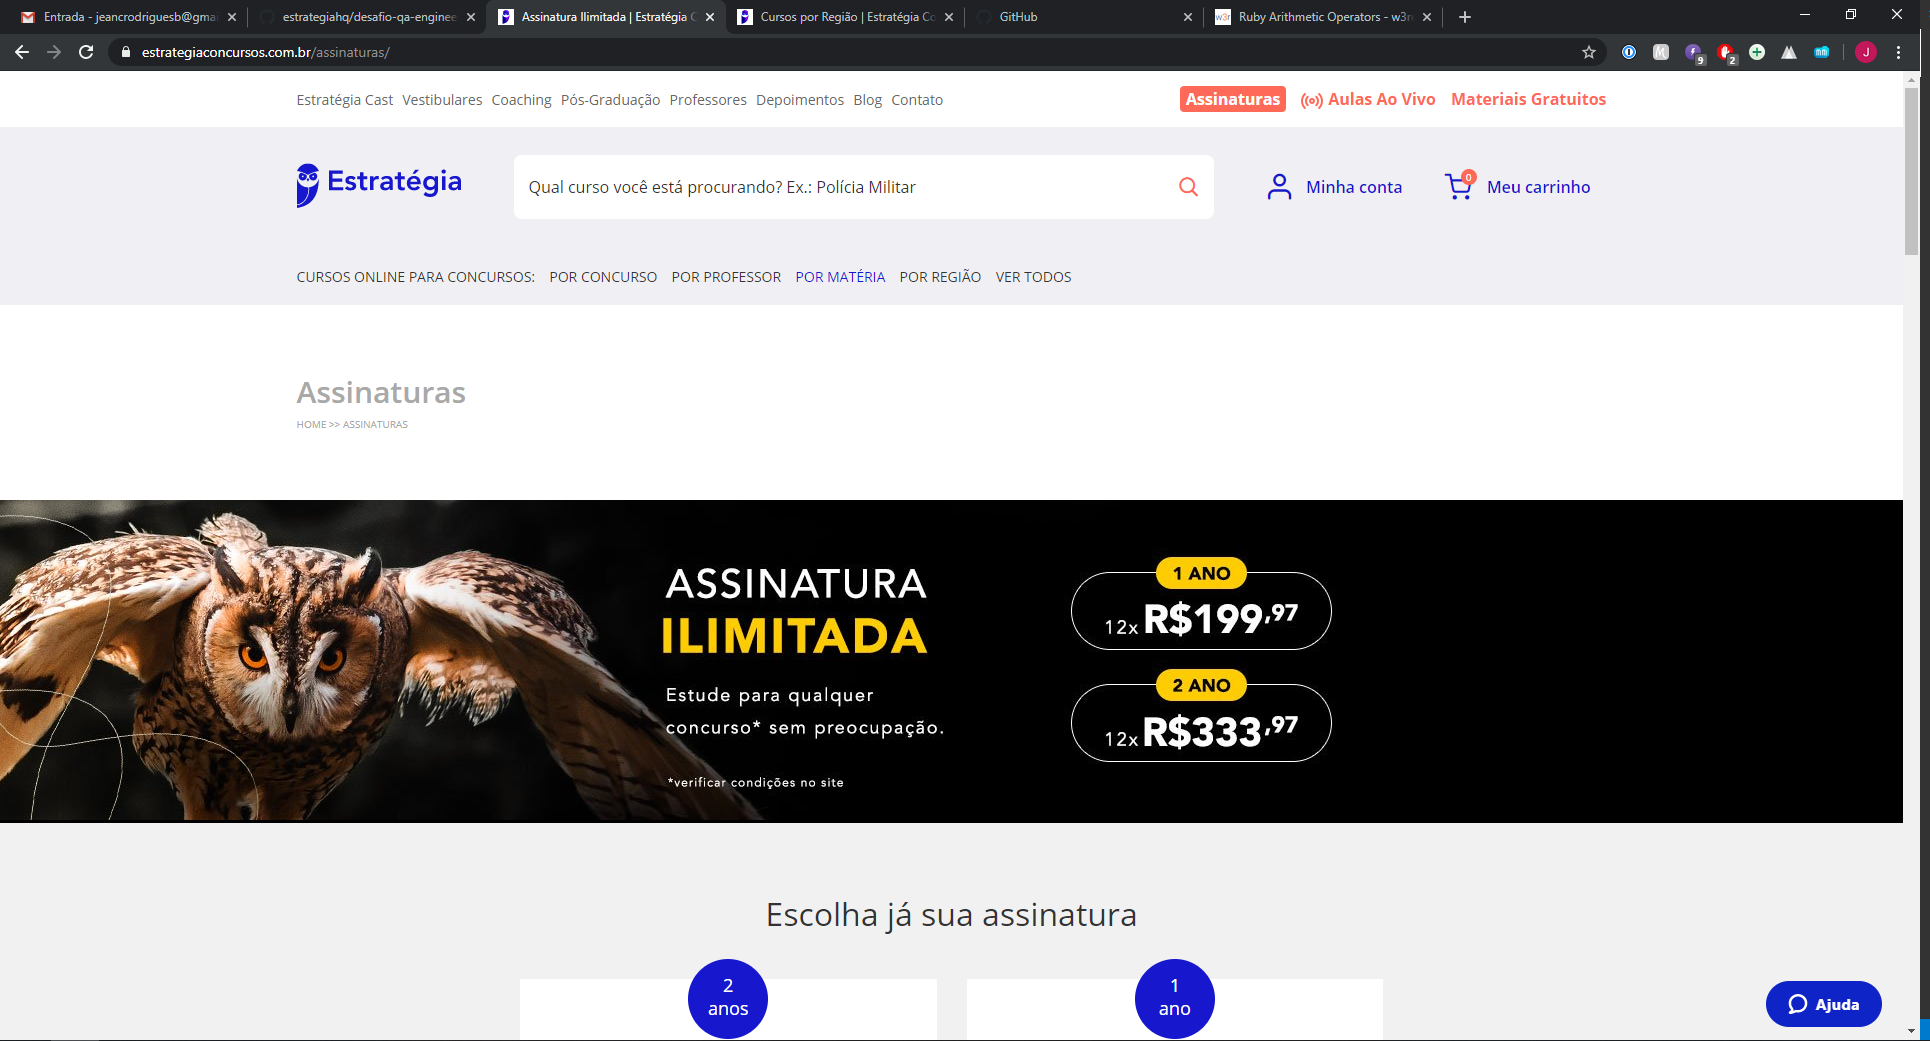 Entrada - jeancrodriguesb@gma
estrategiahq/desafio-qa-enginee
Assinatura Ilimitada | Estratégia C
Cursos por Região | Estratégia Co
GitHub
w3r
Ruby Arithmetic Operators - w3re
estrategiaconcursos.com.br/assinaturas/
9
2
J
Estratégia Cast Vestibulares Coaching Pós-Graduação Professores Depoimentos Blog Contato
Assinaturas
Aulas Ao Vivo
Materiais Gratuitos
Estratégia
Qual curso você está procurando? Ex.: Polícia Militar
Minha conta
0
Meu carrinho
CURSOS ONLINE PARA CONCURSOS: POR CONCURSO POR PROFESSOR POR MATÉRIA POR REGIÃO VER TODOS
Assinaturas
HOME >> ASSINATURAS
ASSINATURA
ILIMITADA
Estude para qualquer
concurso* sem preocupação.
*verificar condições no site
1 ANO
12x R$199,97
2 ANO
12x R$333,97
Escolha já sua assinatura
2
anos
1
ano
Ajuda